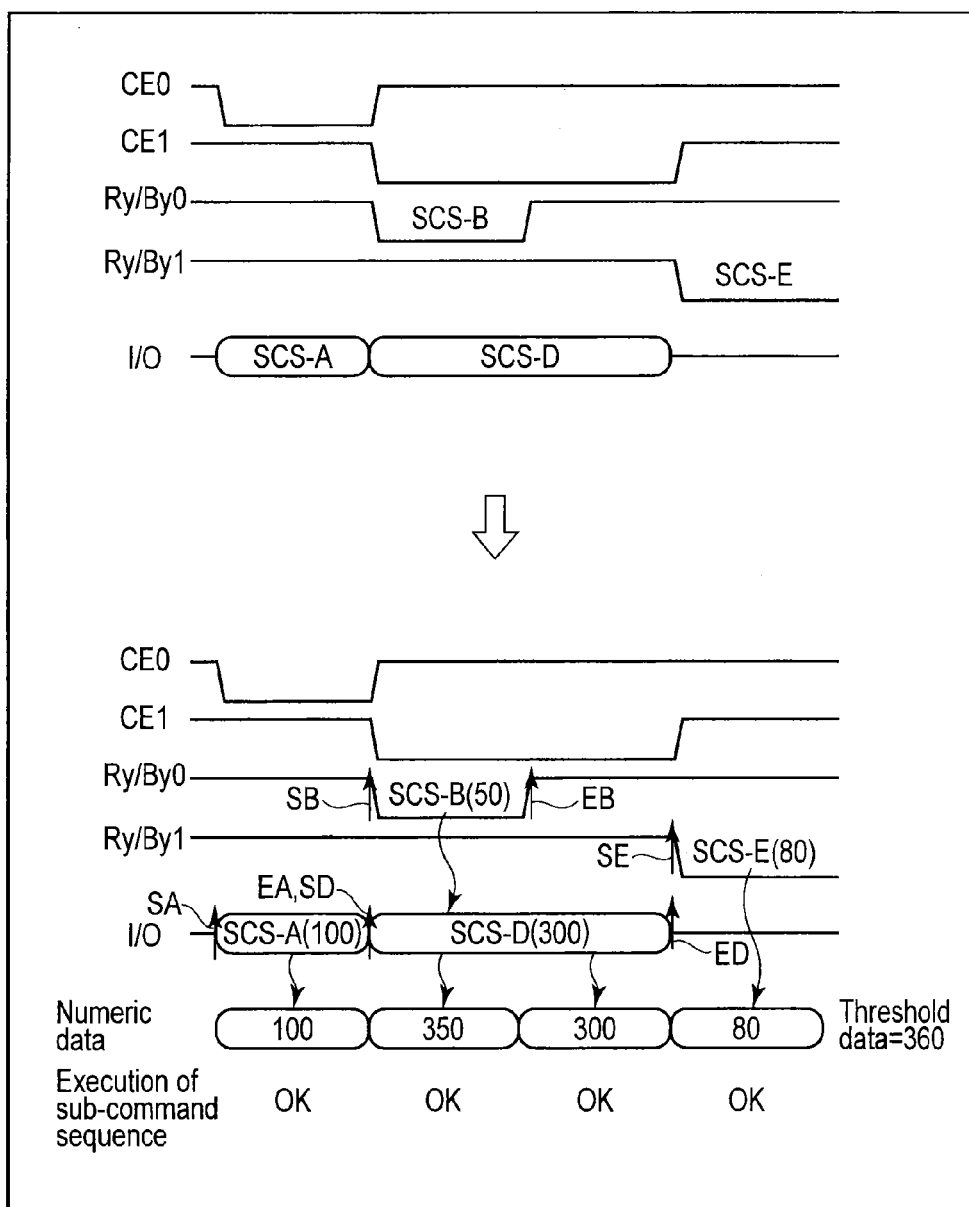 CE0
CE1
Ry/By0
SCS-B
Ry/By1
SCS-E
I/O
SCS-A
SCS-D
CE0
CE1
Ry/By0
SB
SCS-B(50)
EB
Ry/By1
SE
SCS-E(80)
SA
EA,SD
I/O
SCS-A(100)
SCS-D(300)
ED
Numeric
data
100
350
300
80
Threshold
data=360
Execution of
sub-command
sequence
OK
OK
OK
OK